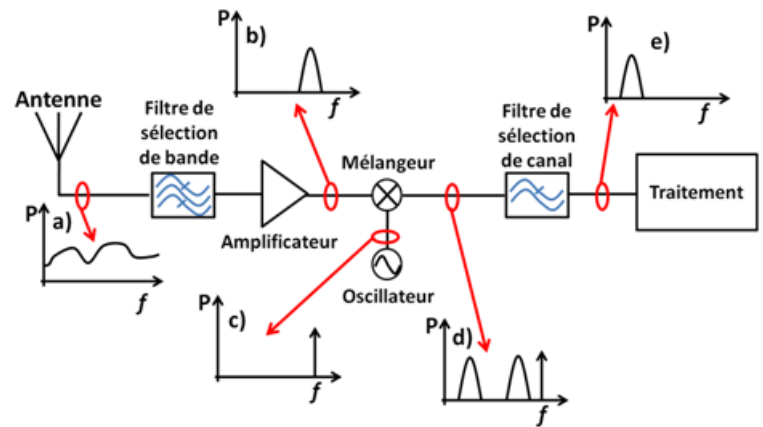 P
b)
f
P
e)
f
Antenne
Filtre de
sélection
de bande
Filtre de
sélection
de canal
Mélangeur
Amplificateur
Oscillateur
Traitement
P
a)
f
P
c)
f
P
d)
f